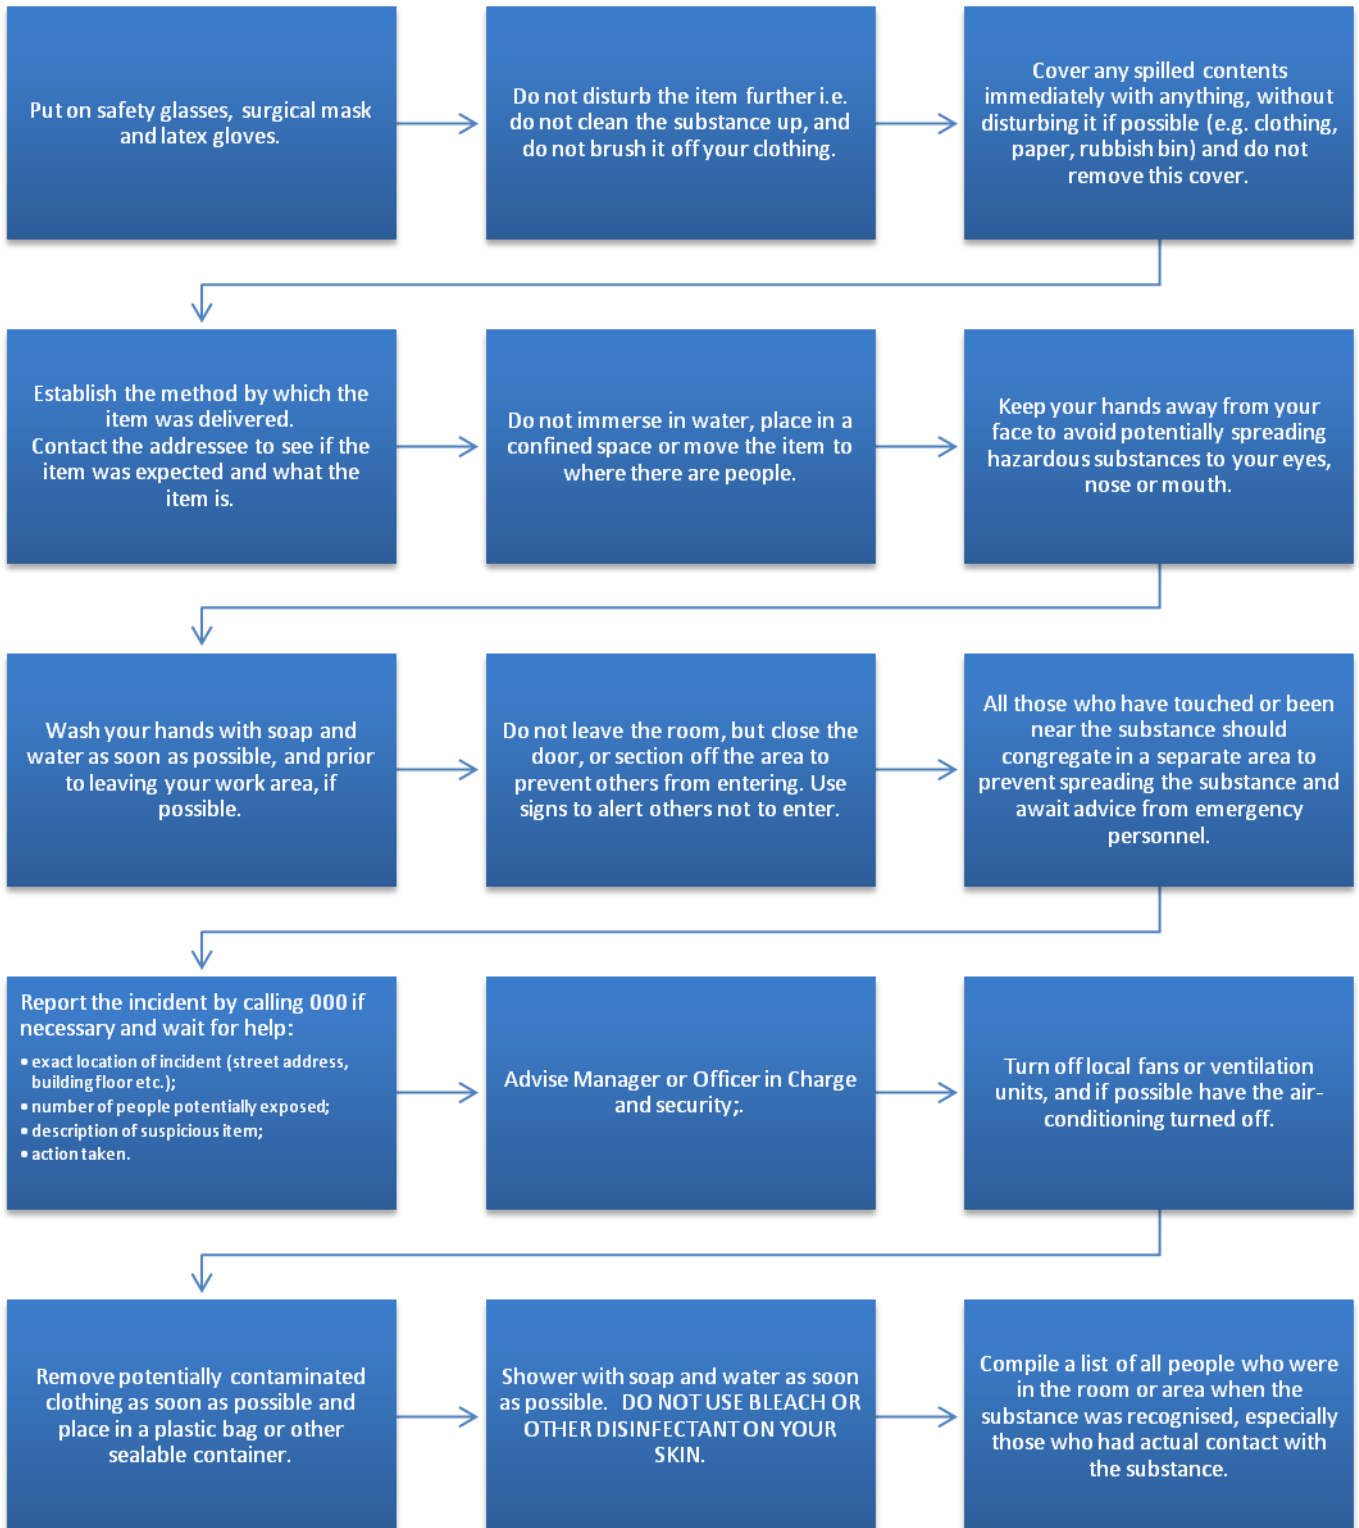 Put on safety glasses, surgical mask
and latex gloves.
Do not disturb the item further i.e.
do not clean the substance up, and
do not brush it off your clothing.
Cover any spilled contents
immediately with anything, without
disturbing it if possible (e.g. clothing,
paper, rubbish bin) and do not
remove this cover.
Establish the method by which the
item was delivered.
Contact the addressee to see if the
item was expected and what the
item is.
Do not immerse in water, place in a
confined space or move the item to
where there are people.
Keep your hands away from your
face to avoid potentially spreading
hazardous substances to your eyes,
nose or mouth.
Wash your hands with soap and
water as soon as possible, and prior
to leaving your work area, if
possible.
Do not leave the room, but close the
door, or section off the area to
prevent others from entering. Use
signs to alert others not to enter.
All those who have touched or been
near the substance should
congregate in a separate area to
prevent spreading the substance and
await advice from emergency
personnel.
Report the incident by calling 000 if
necessary and wait for help:
• exact location of incident (street address,
building floor etc.);
• number of people potentially exposed;
• description of suspicious item;
• action taken.
Advise Manager or Officer in Charge
and security;.
Turn off local fans or ventilation
units, and if possible have the air-
conditioning turned off.
Remove potentially contaminated
clothing as soon as possible and
place in a plastic bag or other
sealable container.
Shower with soap and water as soon
as possible. DO NOT USE BLEACH OR
OTHER DISINFECTANT ON YOUR
SKIN.
Compile a list of all people who were
in the room or area when the
substance was recognised, especially
those who had actual contact with
the substance.